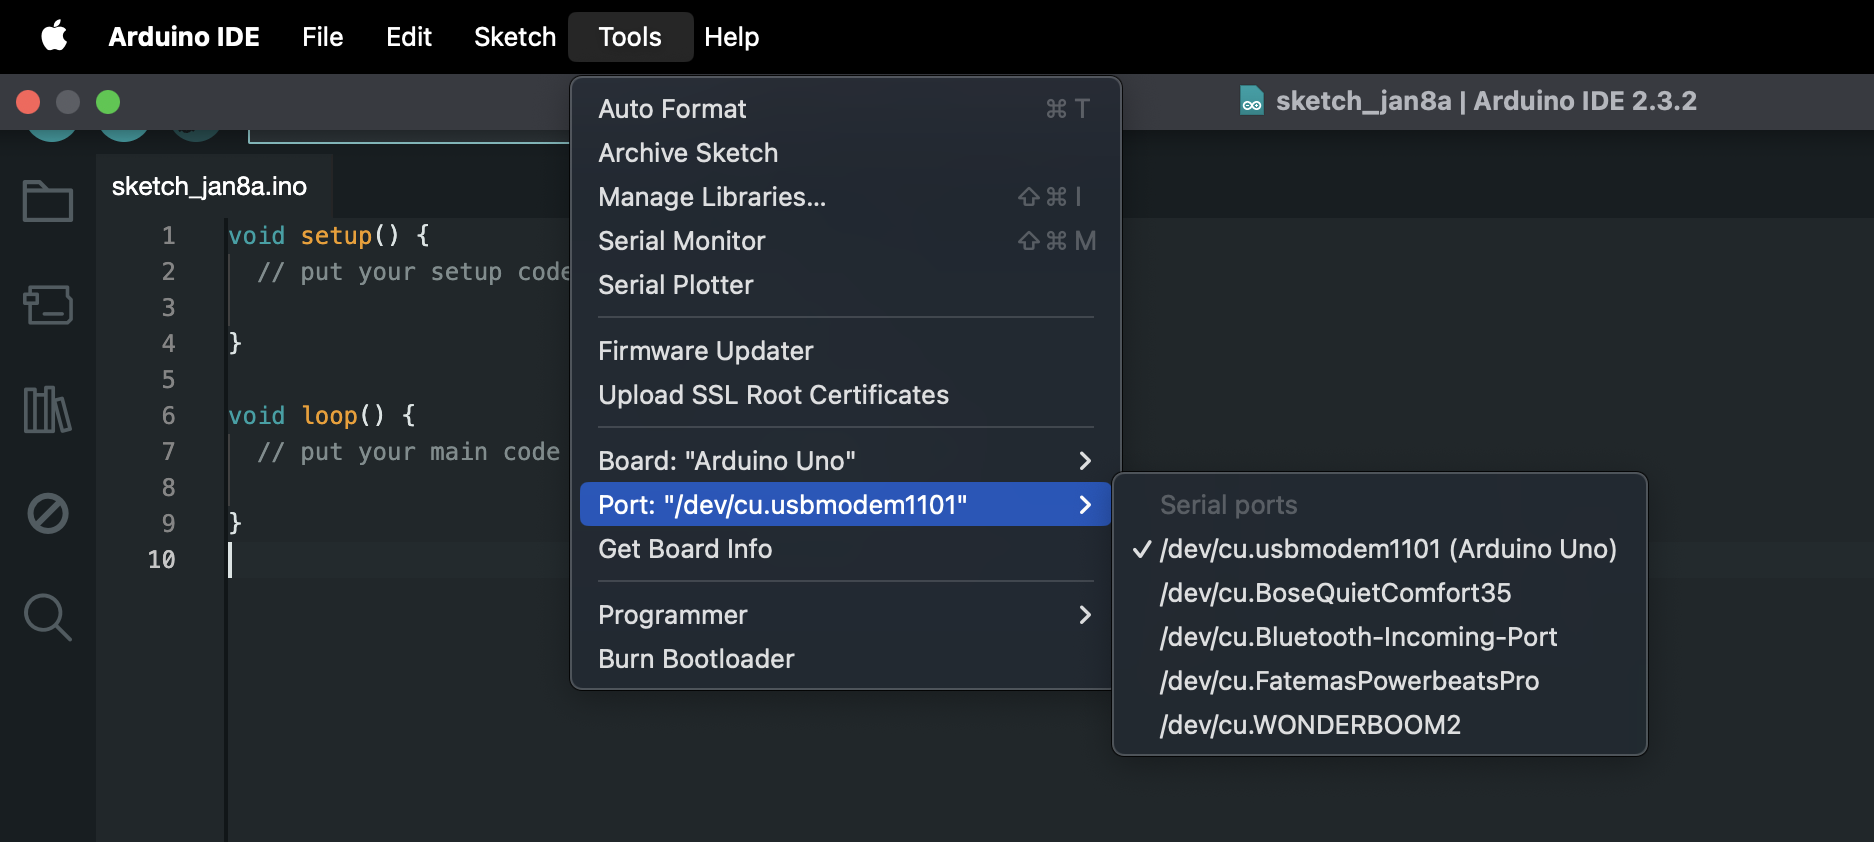 Arduino IDE File Edit Sketch Tools Help
sketch_jan8a | Arduino IDE 2.3.2
sketch_jan8a.ino
1 void setup() {
2 // put your setup code
3
4 }
5
6 void loop() {
7 // put your main code
8
9 }
10
Auto Format ⌘ T
Archive Sketch
Manage Libraries... ⇧ ⌘ I
Serial Monitor ⇧ ⌘ M
Serial Plotter
Firmware Updater
Upload SSL Root Certificates
Board: "Arduino Uno"
Port: "/dev/cu.usbmodem1101"
Get Board Info
Programmer
Burn Bootloader
Serial ports
✓ /dev/cu.usbmodem1101 (Arduino Uno)
/dev/cu.BoseQuietComfort35
/dev/cu.Bluetooth-Incoming-Port
/dev/cu.FatemasPowerbeatsPro
/dev/cu.WONDERBOOM2